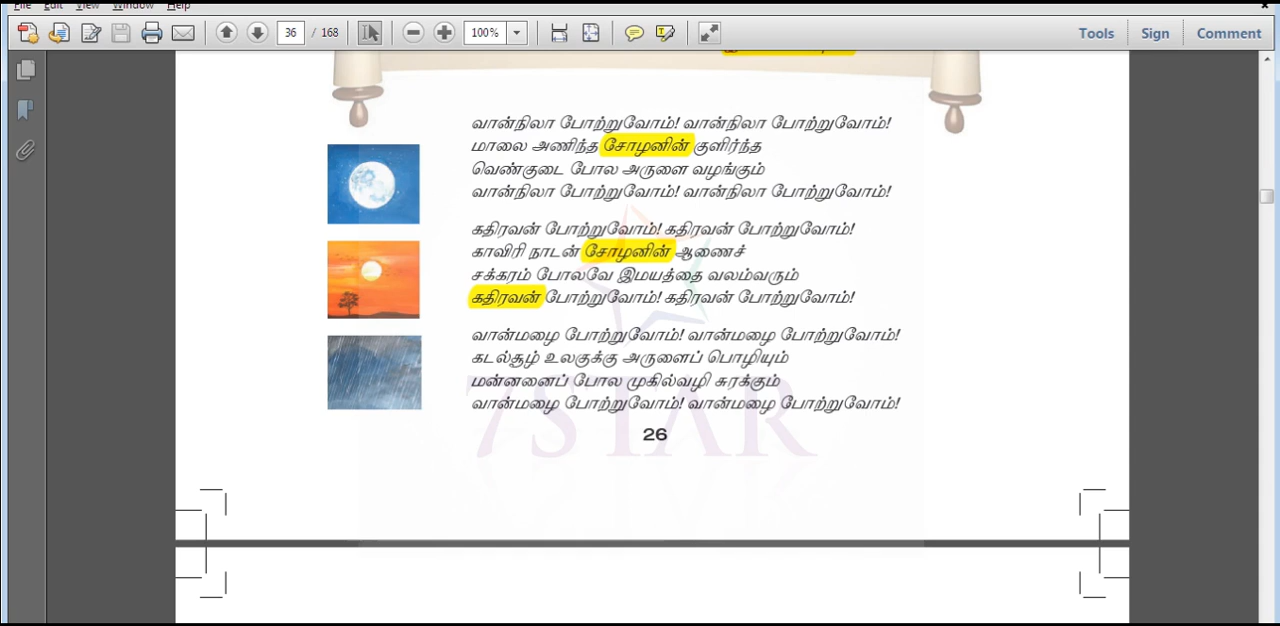 File Edit View Window Help
36 / 168 100% Tools Sign Comment
வான்நிலா போற்றுவோம்! வான்நிலா போற்றுவோம்!
மாலை அணிந்த சோழனின் குளிர்ந்த
வெண்குடை போல அருளை வழங்கும்
வான்நிலா போற்றுவோம்! வான்நிலா போற்றுவோம்!
கதிரவன் போற்றுவோம்! கதிரவன் போற்றுவோம்!
காவிரி நாடன் சோழனின் ஆணைச்
சக்கரம் போலவே இமயத்தை வலம்வரும்
கதிரவன் போற்றுவோம்! கதிரவன் போற்றுவோம்!
வான்மழை போற்றுவோம்! வான்மழை போற்றுவோம்!
கடல்சூழ் உலகுக்கு அருளைப் பொழியும்
மன்னனைப் போல முகில்வழி சுரக்கும்
வான்மழை போற்றுவோம்! வான்மழை போற்றுவோம்!
7STAR
26